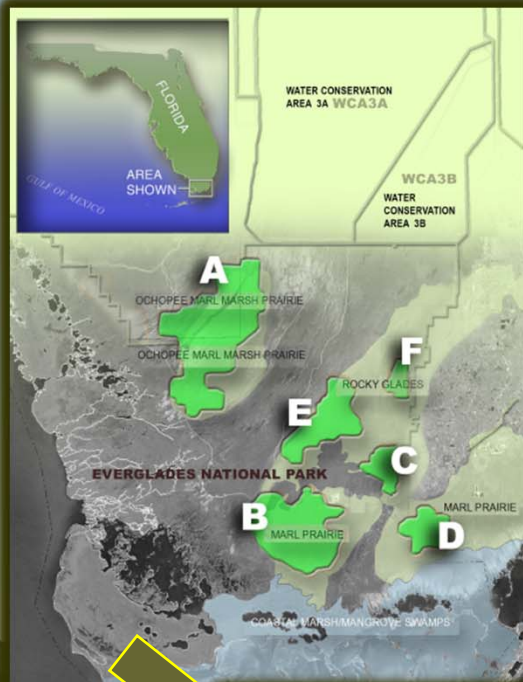 FLORIDA
AREA
SHOWN
GULF OF MEXICO
WATER CONSERVATION
AREA 3A WCA3A
WCA3B
WATER
CONSERVATION
AREA 3B
A
OCHOPEE MARL MARSH PRAIRIE
OCHOPEE MARL MARSH PRAIRIE
F
ROCKY GLADES
E
C
EVERGLADES NATIONAL PARK
B
MARL PRAIRIE
MARL PRAIRIE
D
COASTAL MARSH/MANGROVE SWAMPS